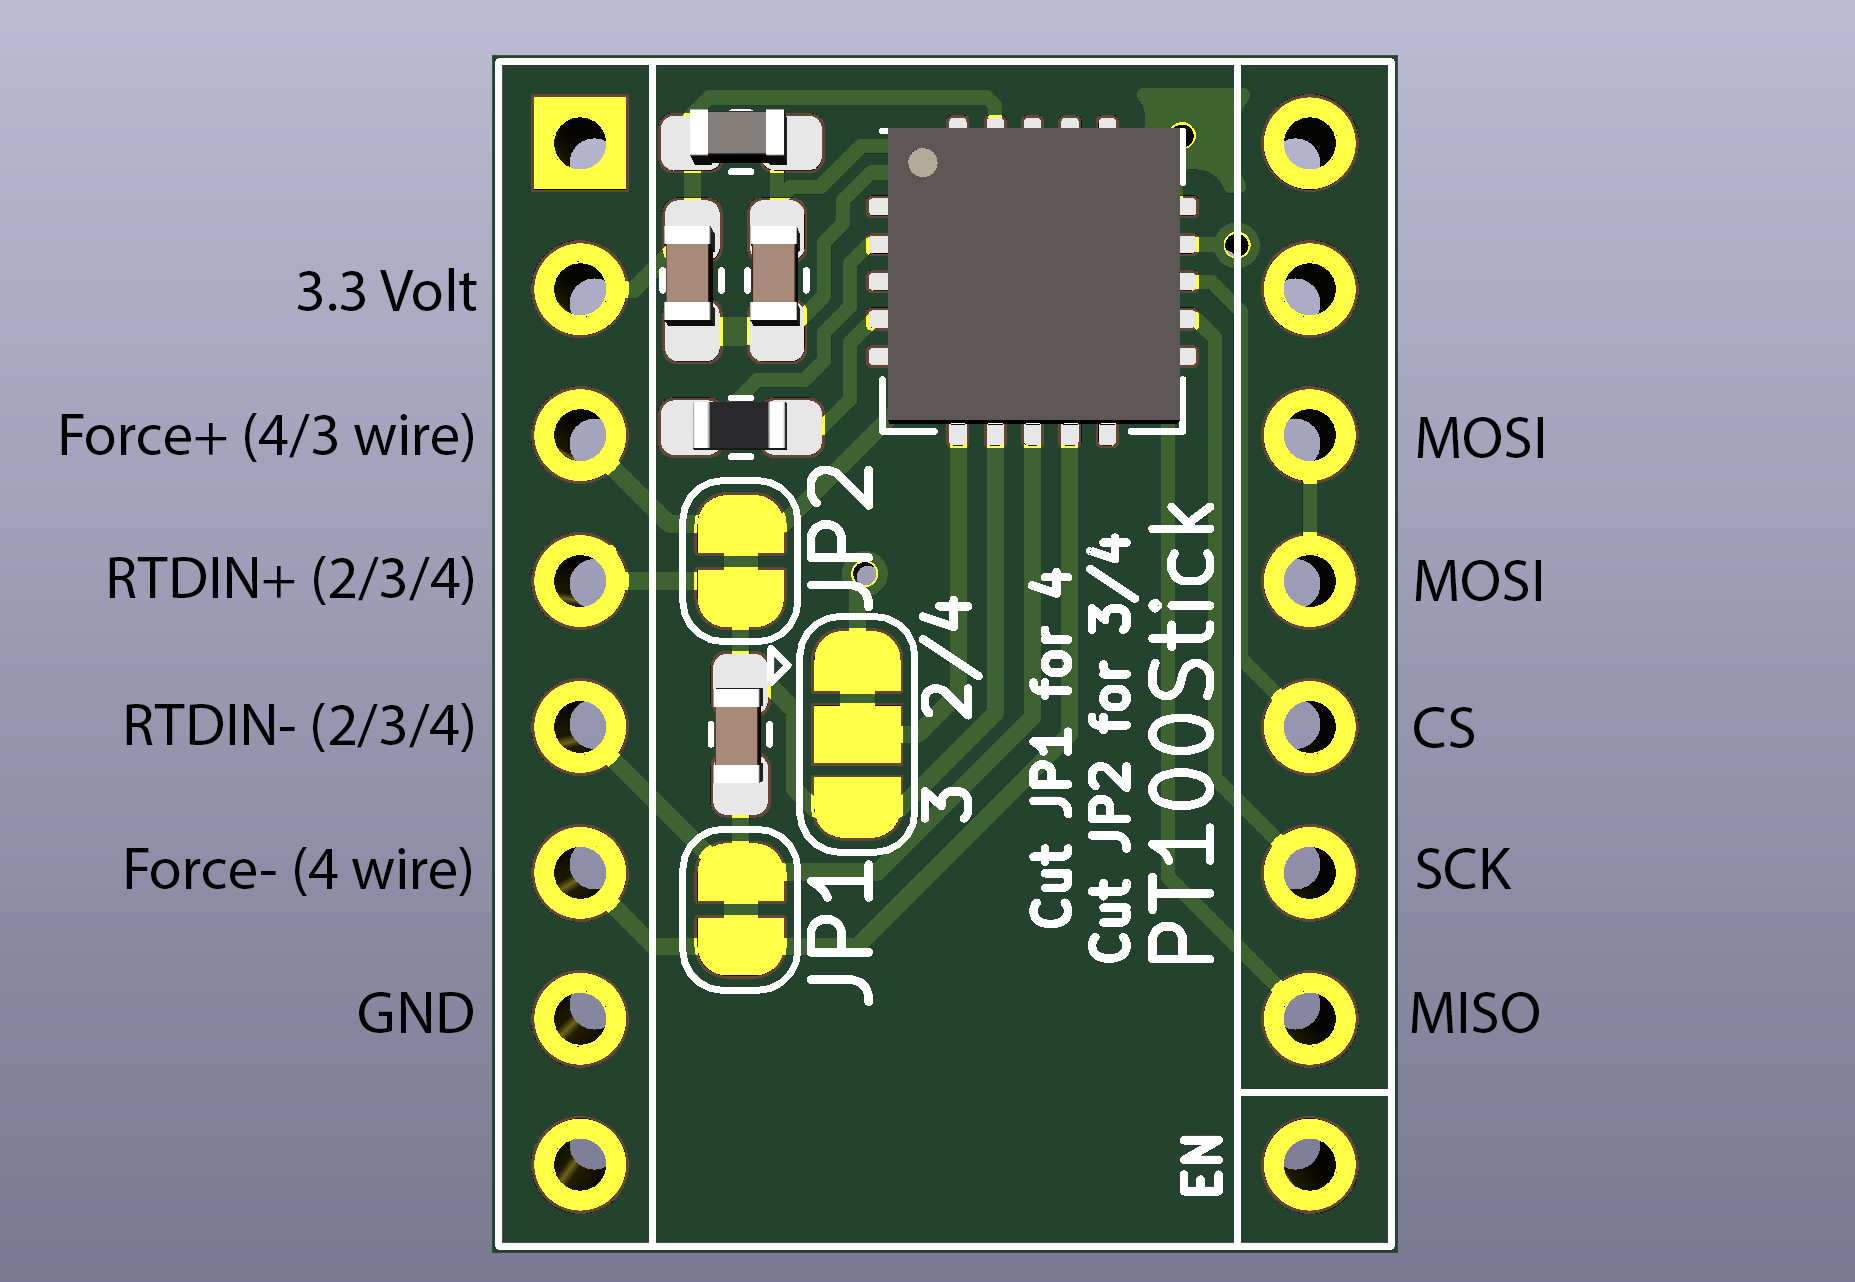 3.3 Volt
Force+ (4/3 wire)
RTDIN+ (2/3/4)
RTDIN- (2/3/4)
Force- (4 wire)
GND
JP2
2/4
3
JP1
Cut JP1 for 4
Cut JP2 for 3/4
PT100Stick
EN
MOSI
MOSI
CS
SCK
MISO